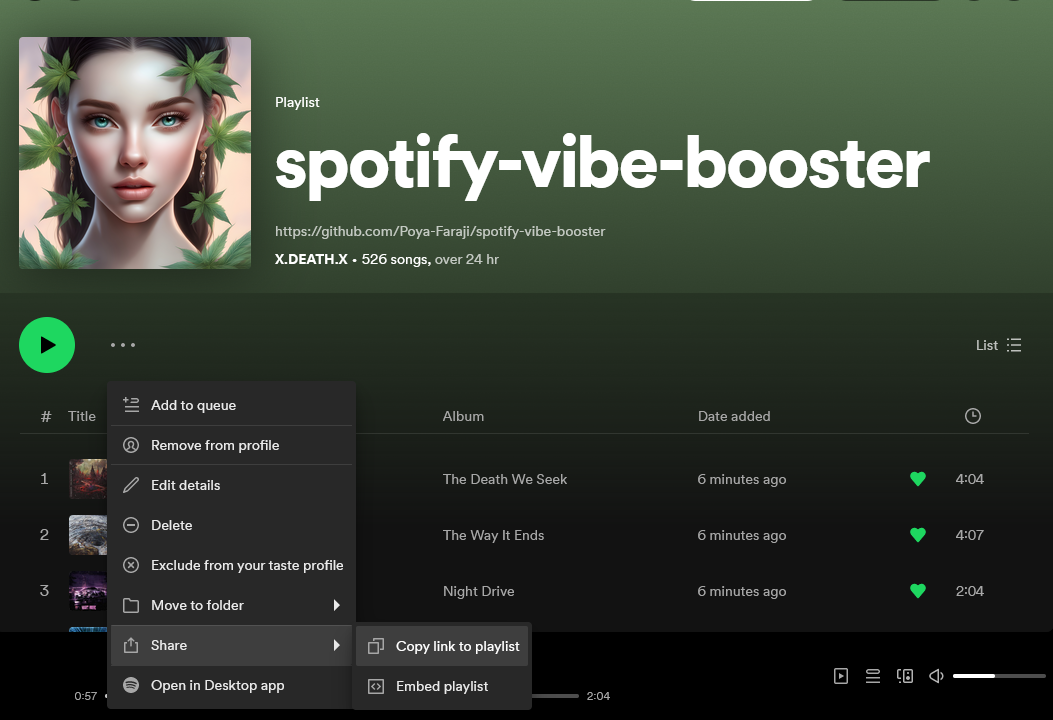 Playlist
spotify-vibe-booster
https://github.com/Poya-Faraji/spotify-vibe-booster
X.DEATH.X • 526 songs, over 24 hr
List
# Title Album Date added
Add to queue
Remove from profile
1 The Death We Seek 6 minutes ago 4:04
Edit details
2 The Way It Ends 6 minutes ago 4:07
Delete
Exclude from your taste profile
3 Night Drive 6 minutes ago 2:04
Move to folder
Share
Copy link to playlist
Open in Desktop app
Embed playlist
0:57 2:04